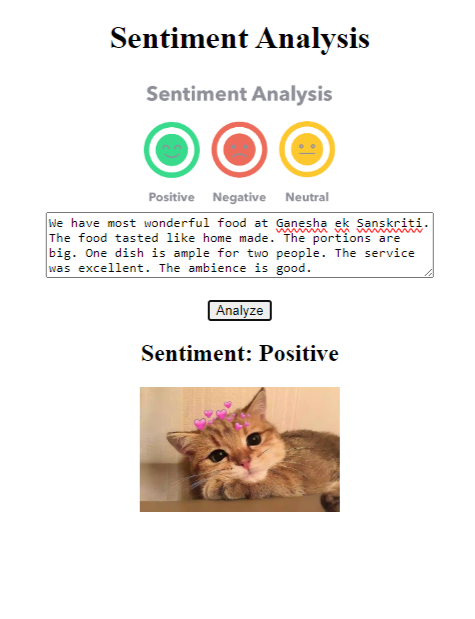 Sentiment Analysis
Sentiment Analysis
Positive Negative Neutral
We have most wonderful food at Ganesha ek Sanskriti.
The food tasted like home made. The portions are
big. One dish is ample for two people. The service
was excellent. The ambience is good.
Analyze
Sentiment: Positive